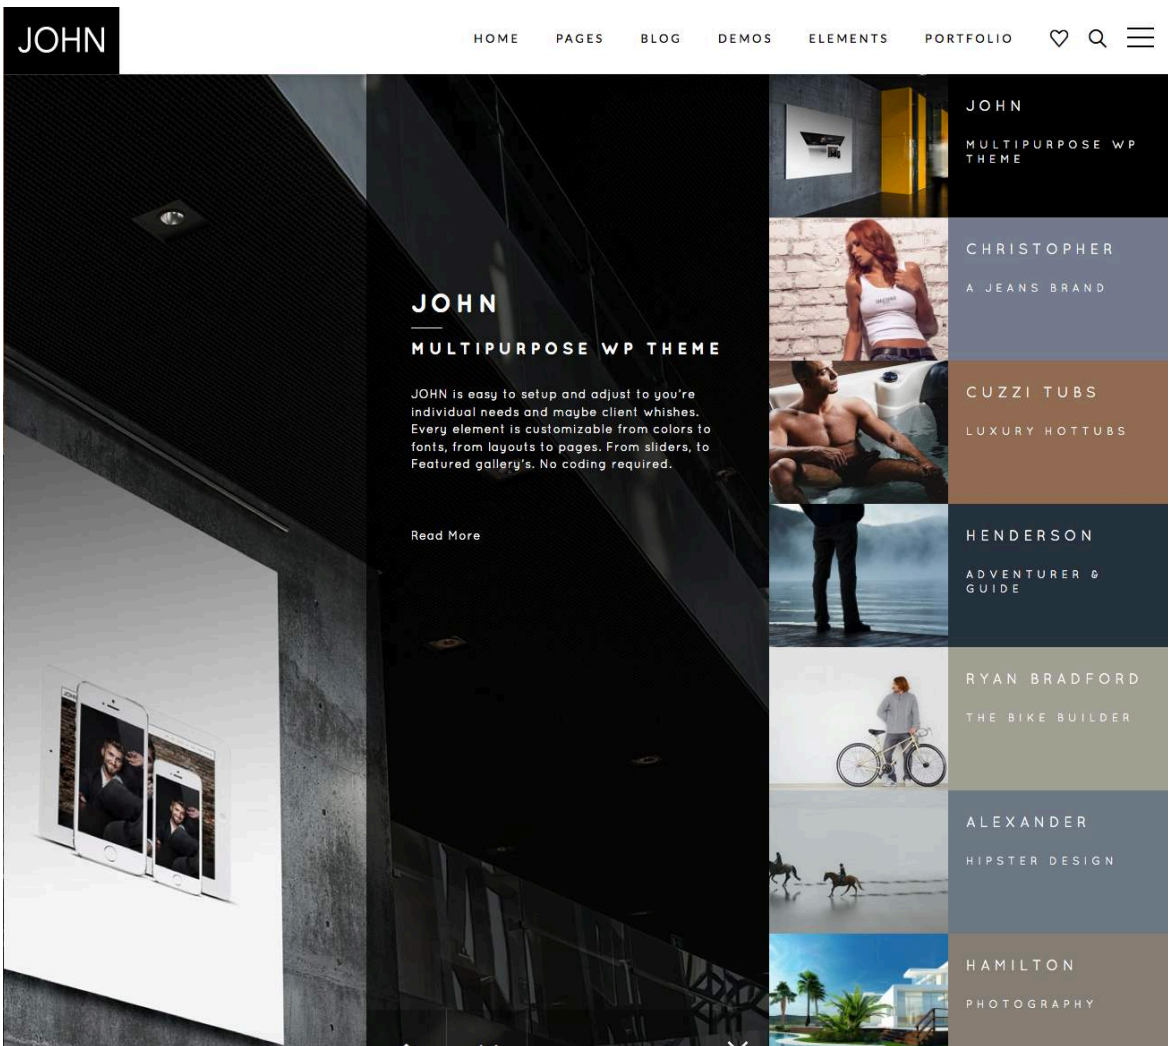 JOHN
HOME PAGES BLOG DEMOS ELEMENTS PORTFOLIO
JOHN
MULTIPURPOSE WP THEME
JOHN is easy to setup and adjust to you're
individual needs and maybe client whishes.
Every element is customizable from colors to
fonts, from layouts to pages. From sliders, to
Featured gallery's. No coding required.
Read More
JOHN
MULTIPURPOSE WP
THEME
CHRISTOPHER
A JEANS BRAND
CUZZI TUBS
LUXURY HOTTUBS
HENDERSON
ADVENTURER &
GUIDE
RYAN BRADFORD
THE BIKE BUILDER
ALEXANDER
HIPSTER DESIGN
HAMILTON
PHOTOGRAPHY